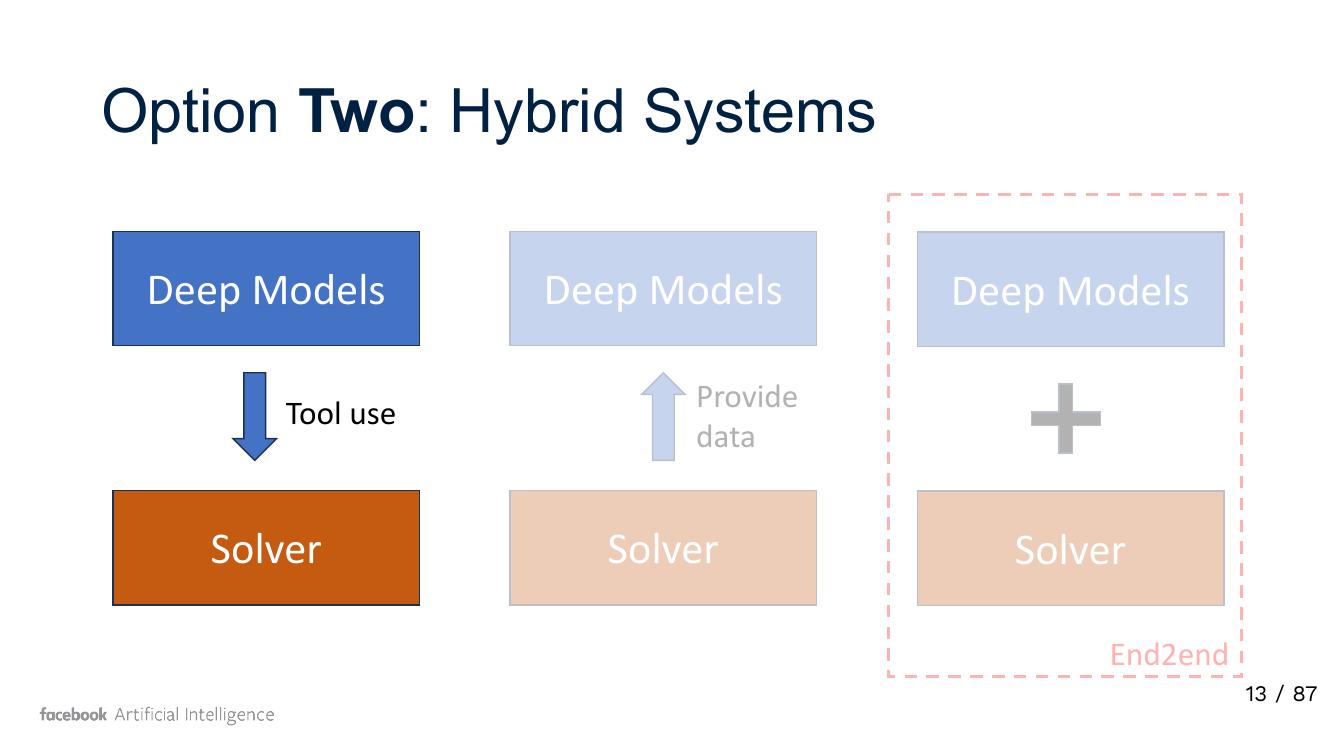 Option Two: Hybrid Systems
Deep Models
Tool use
Solver
Deep Models
Provide
data
Solver
Deep Models
Solver
End2end
facebook Artificial Intelligence
13 / 87